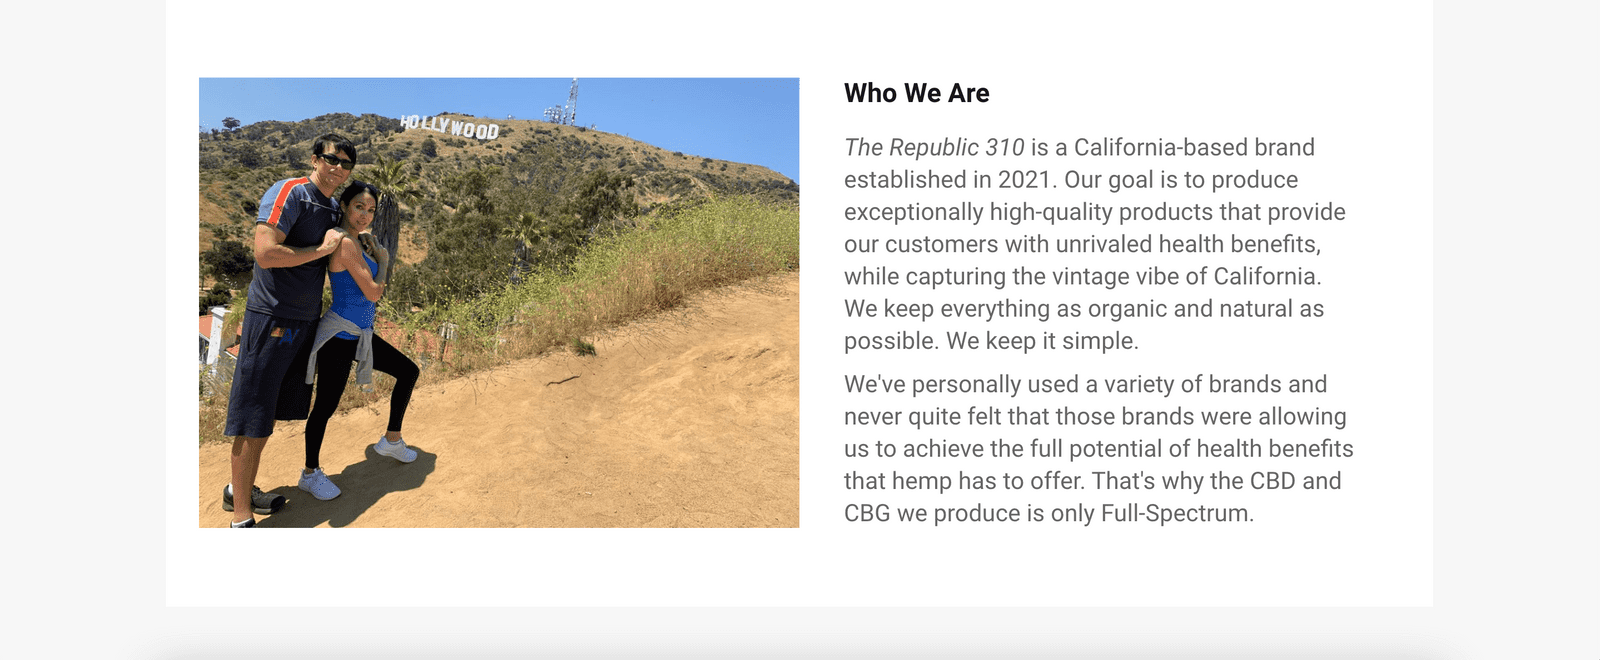 HOLLYWOOD
Who We Are
The Republic 310 is a California-based brand
established in 2021. Our goal is to produce
exceptionally high-quality products that provide
our customers with unrivaled health benefits,
while capturing the vintage vibe of California.
We keep everything as organic and natural as
possible. We keep it simple.
We've personally used a variety of brands and
never quite felt that those brands were allowing
us to achieve the full potential of health benefits
that hemp has to offer. That's why the CBD and
CBG we produce is only Full-Spectrum.